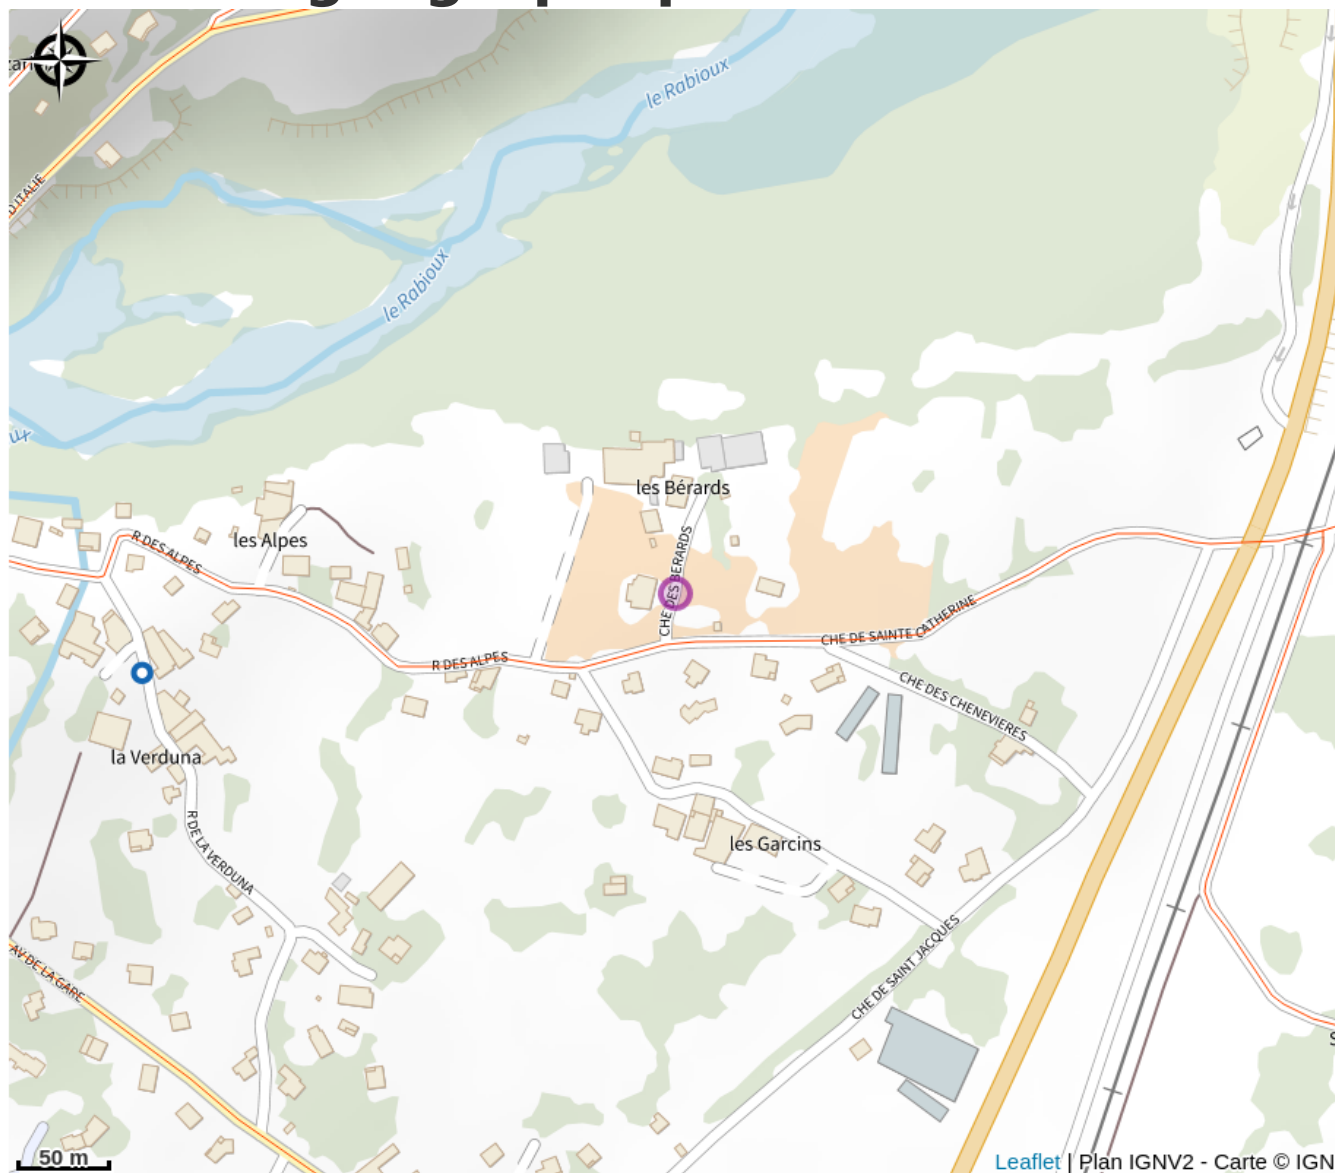 le Rabioux
D ITALIE
le Rabioux
les Bérards
R DES ALPES
les Alpes
CHE DES BERARDS
CHE DE SAINTE CATHERINE
R DES ALPES
CHE DES CHENEVIERES
la Verduna
R DE LA VERDUNA
les Garcins
CHE DE SAINT JACQUES
AV DE LA GARE
50 m
Leaflet | Plan IGNV2 - Carte © IGN